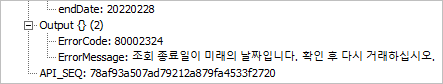 endDate: 20220228
Output {} (2)
ErrorCode: 80002324
ErrorMessage: 조회 종료일이 미래의 날짜입니다, 확인 후 다시 거래하십시오.
API_SEQ: 78af93a507ad79212a879fa4533f2720